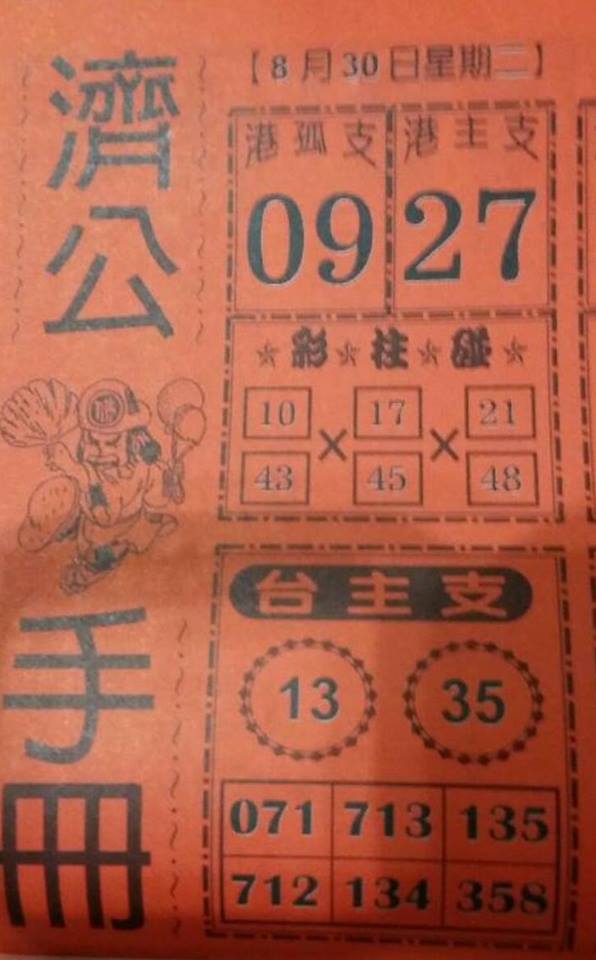 濟公手冊
【8月30日星期二】
港孤支 港主支
09 27
☆彩☆柱☆碰☆
10 17 21
× ×
43 45 48
台主支
13 35
071 713 135
712 134 358